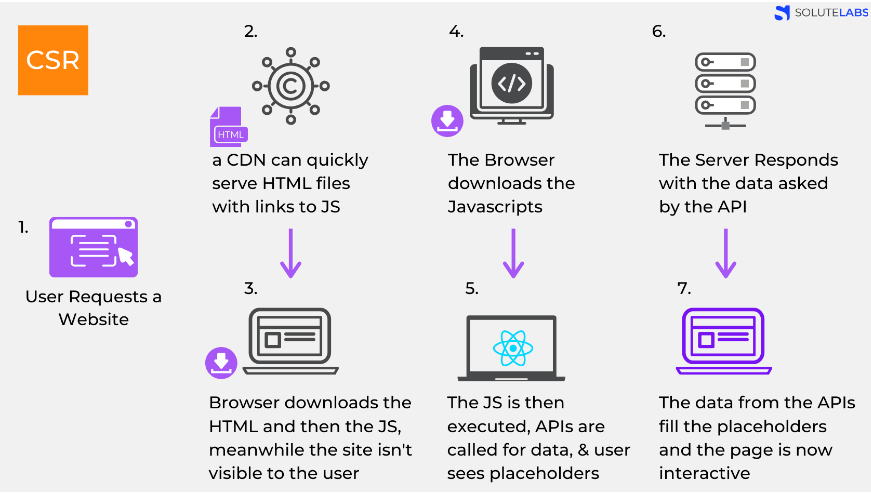 SOLUTELABS
CSR
1.
User Requests a
Website
2.
C
HTML
a CDN can quickly
serve HTML files
with links to JS
3.
Browser downloads the
HTML and then the JS,
meanwhile the site isn't
visible to the user
4.
</>
The Browser
downloads the
Javascripts
5.
The JS is then
executed, APIs are
called for data, & user
sees placeholders
6.
The Server Responds
with the data asked
by the API
7.
The data from the APIs
fill the placeholders
and the page is now
interactive